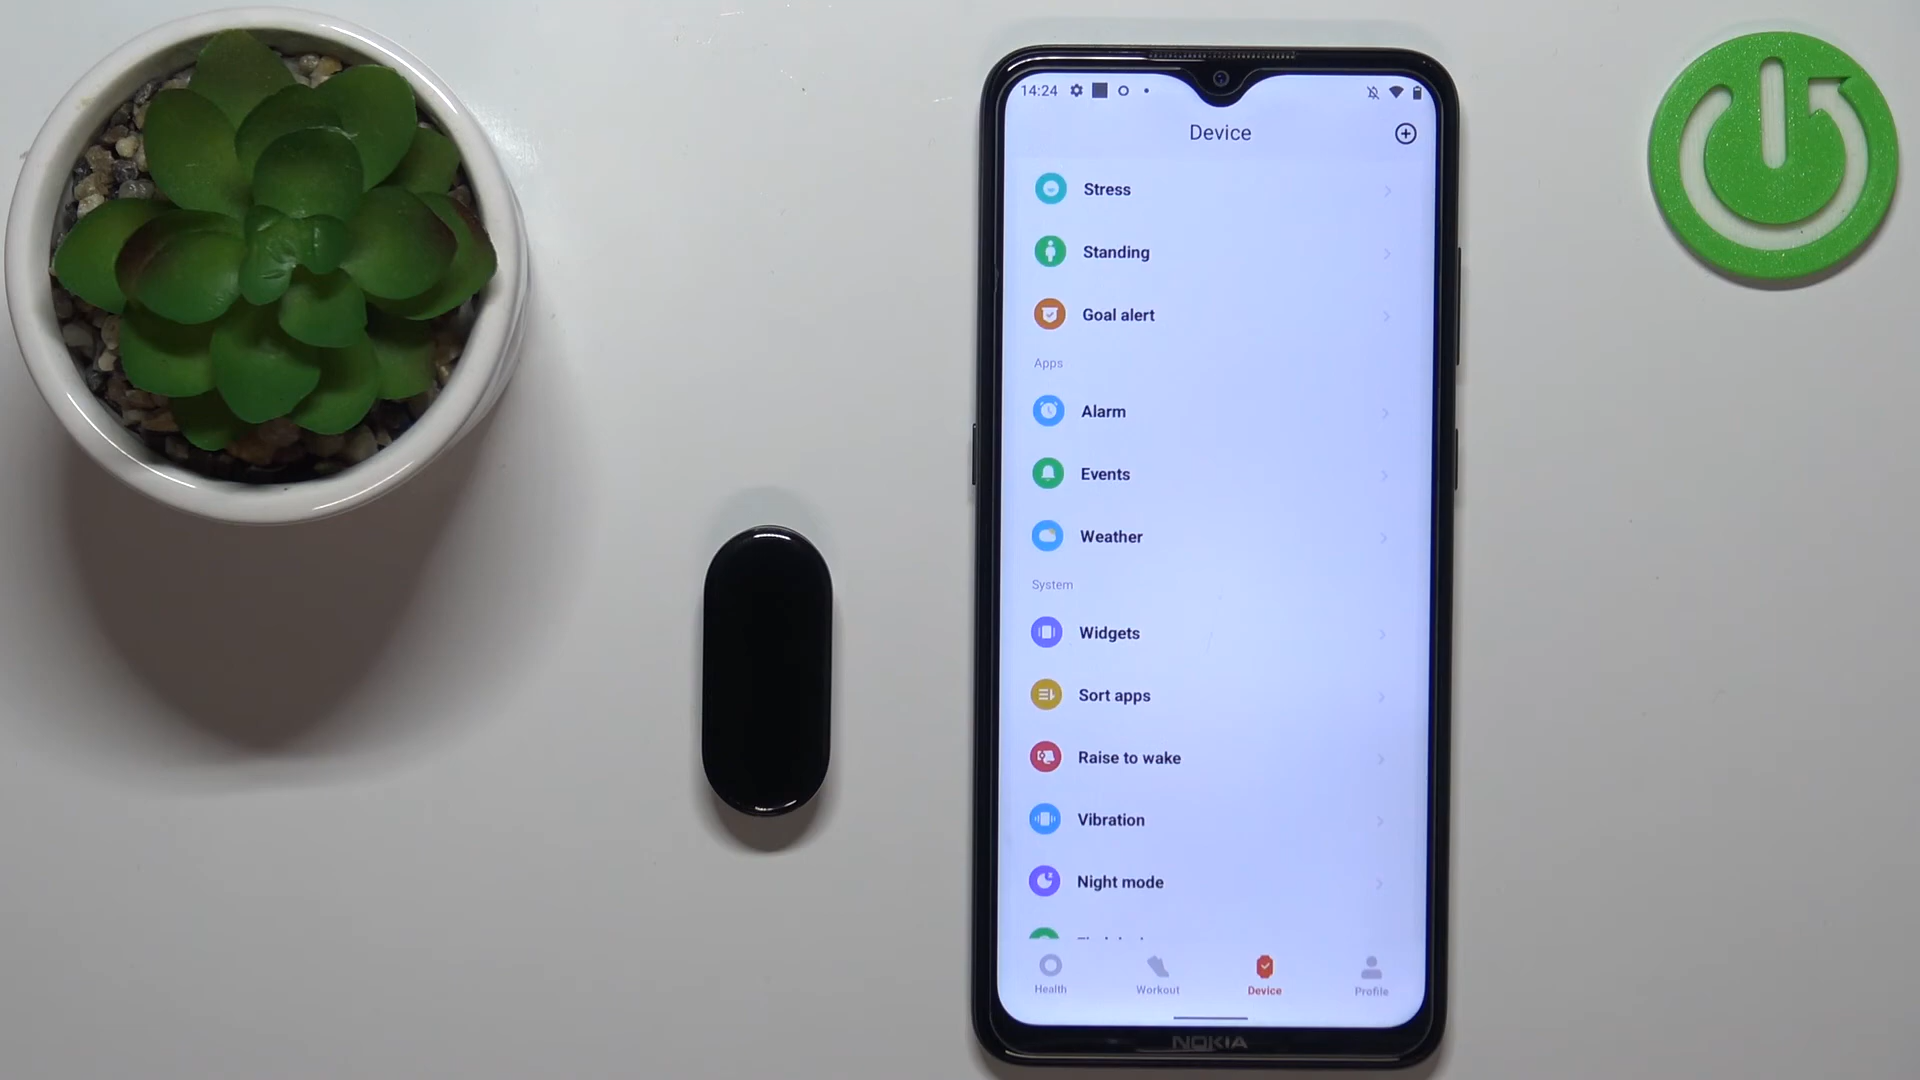 14:24
Device
Stress
Standing
Goal alert
Apps
Alarm
Events
Weather
System
Widgets
Sort apps
Raise to wake
Vibration
Night mode
Health
Workout
Device
Profile
NOKIA